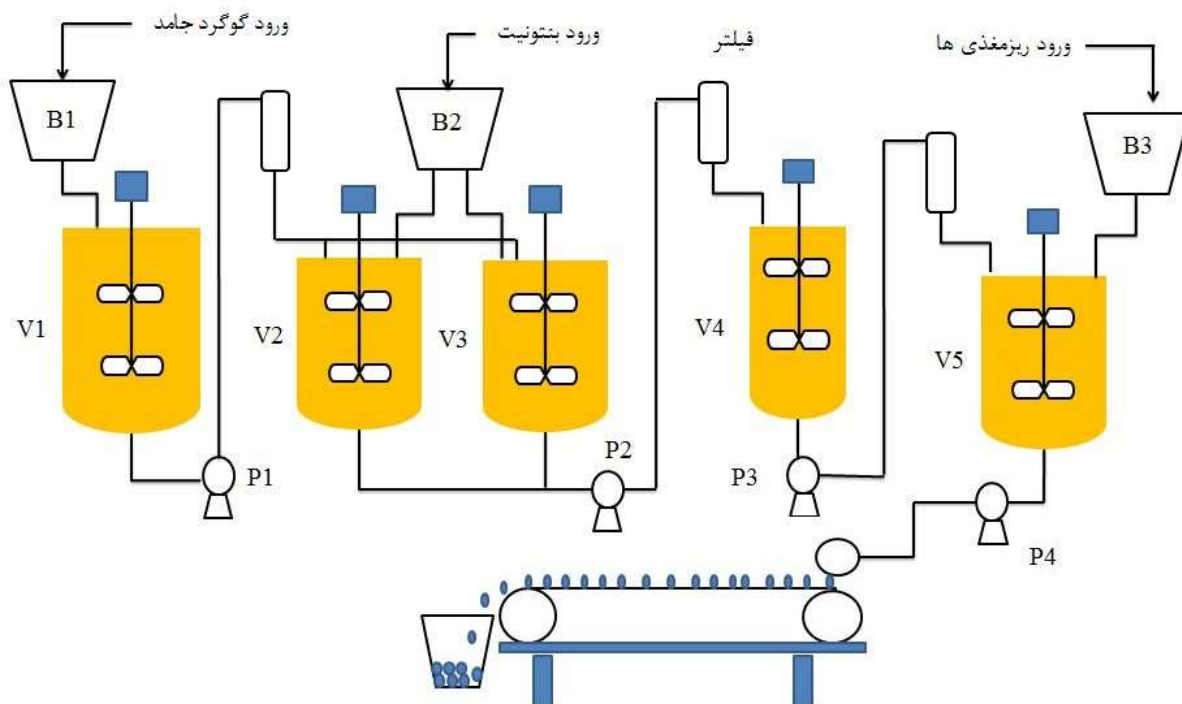 ورود گوگرد جامد
ورود بنتونیت
فیلتر
ورود ریزمغذی ها
B1
B2
B3
V1
V2
V3
V4
V5
P1
P2
P3
P4